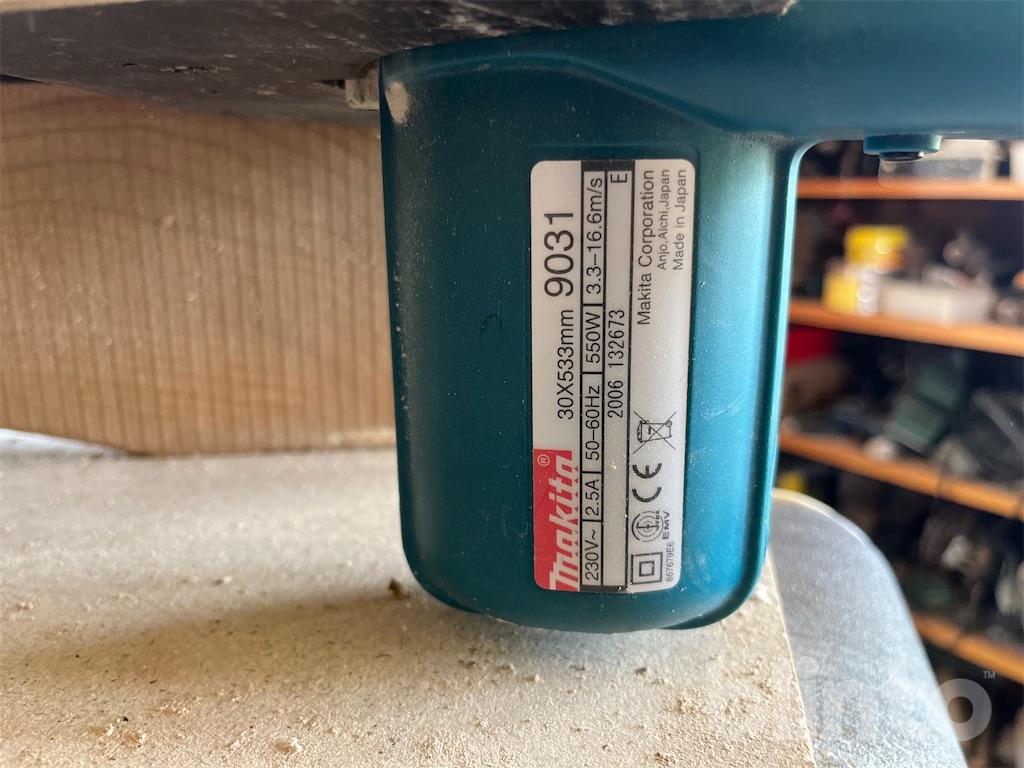 Makita® 30X533mm 9031
230V~ 2.5A 50–60Hz 550W 3.3–16.6m/s
2006 132673 E
CE
Makita Corporation
Anjo,Aichi,Japan
Made in Japan
EMV
857679E6
TM